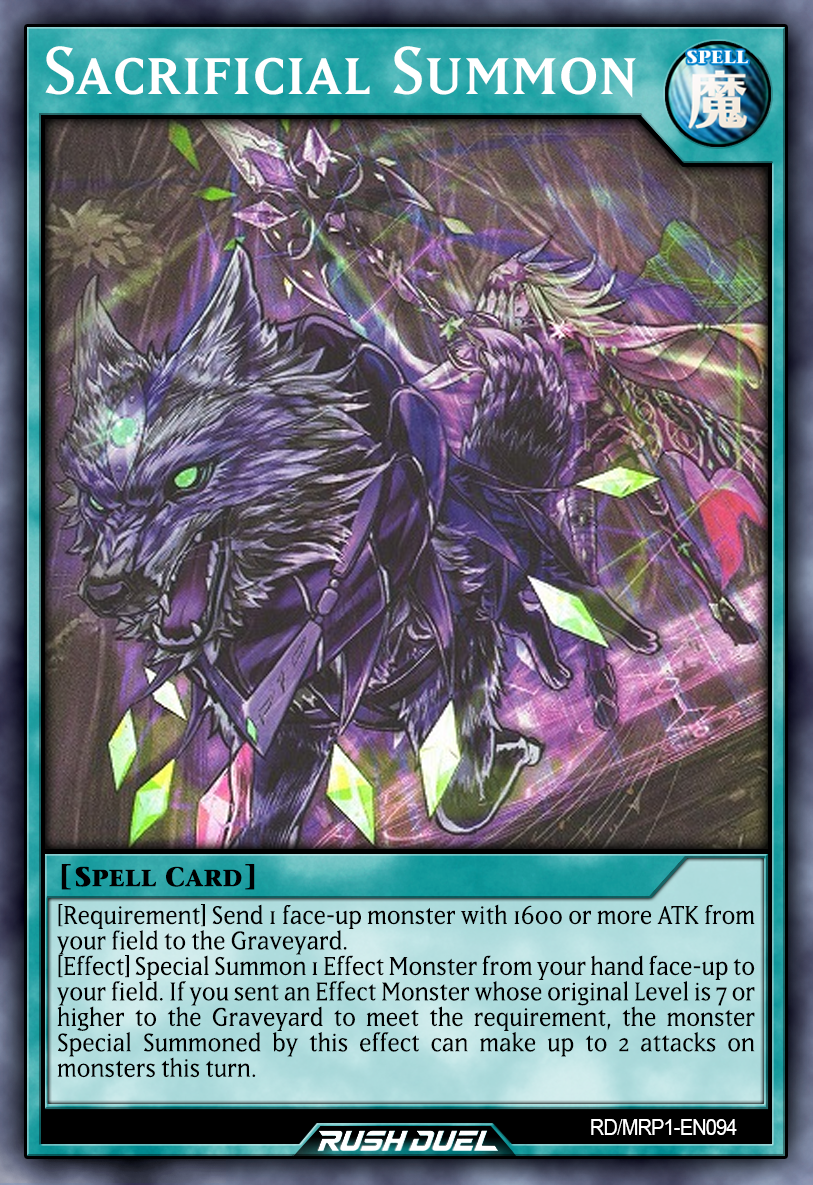 Sacrificial Summon
SPELL
魔
[Spell Card]
[Requirement] Send 1 face-up monster with 1600 or more ATK from
your field to the Graveyard.
[Effect] Special Summon 1 Effect Monster from your hand face-up to
your field. If you sent an Effect Monster whose original Level is 7 or
higher to the Graveyard to meet the requirement, the monster
Special Summoned by this effect can make up to 2 attacks on
monsters this turn.
RD/MRP1-EN094
RUSH DUEL